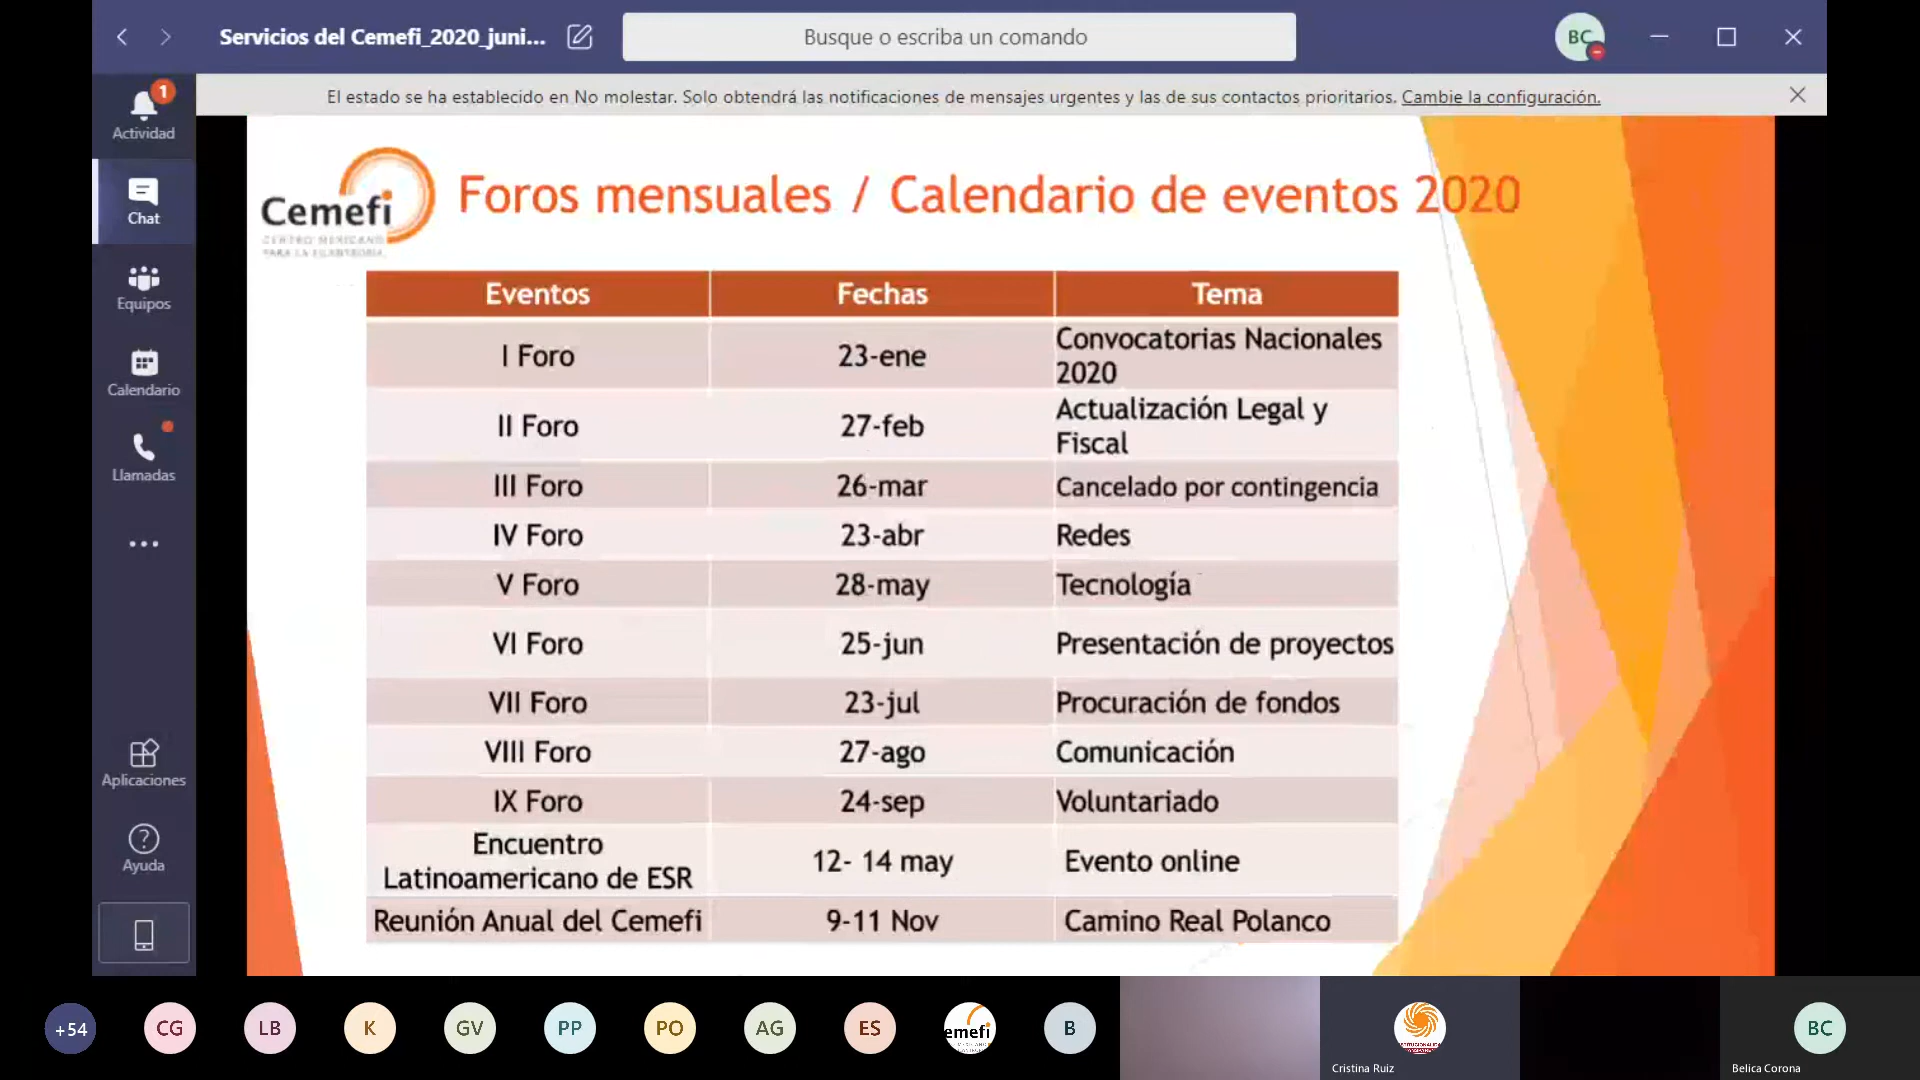 Servicios del Cemefi_2020_juni...
Busque o escriba un comando
BC
El estado se ha establecido en No molestar. Solo obtendrá las notificaciones de mensajes urgentes y las de sus contactos prioritarios. Cambie la configuración.
1
Actividad
Chat
Equipos
Calendario
Llamadas
Aplicaciones
Ayuda
Cemefi
CENTRO MEXICANO
PARA LA FILANTROPÍA
Foros mensuales / Calendario de eventos 2020
Eventos Fechas Tema
I Foro 23-ene Convocatorias Nacionales
2020
II Foro 27-feb Actualización Legal y
Fiscal
III Foro 26-mar Cancelado por contingencia
IV Foro 23-abr Redes
V Foro 28-may Tecnología
VI Foro 25-jun Presentación de proyectos
VII Foro 23-jul Procuración de fondos
VIII Foro 27-ago Comunicación
IX Foro 24-sep Voluntariado
Encuentro
Latinoamericano de ESR 12- 14 may Evento online
Reunión Anual del Cemefi 9-11 Nov Camino Real Polanco
+54 CG LB K GV PP PO AG ES emefi B BC
Cristina Ruiz
Belica Corona